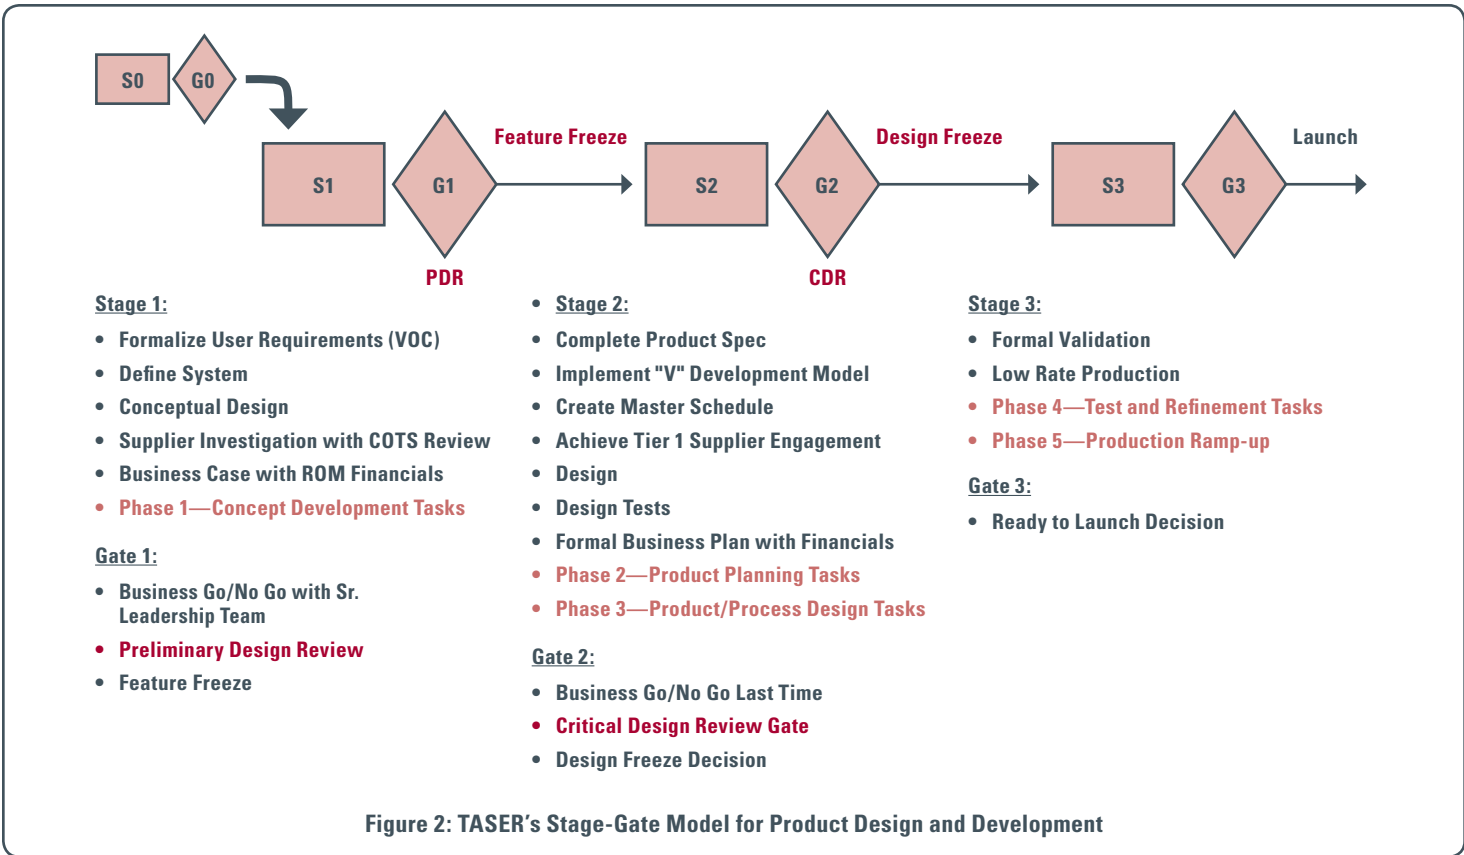 S0
G0
S1
G1
Feature Freeze
S2
G2
Design Freeze
S3
G3
Launch
PDR
CDR
Stage 1:
• Formalize User Requirements (VOC)
• Define System
• Conceptual Design
• Supplier Investigation with COTS Review
• Business Case with ROM Financials
• Phase 1—Concept Development Tasks
Gate 1:
• Business Go/No Go with Sr.
Leadership Team
• Preliminary Design Review
• Feature Freeze
• Stage 2:
• Complete Product Spec
• Implement "V" Development Model
• Create Master Schedule
• Achieve Tier 1 Supplier Engagement
• Design
• Design Tests
• Formal Business Plan with Financials
• Phase 2—Product Planning Tasks
• Phase 3—Product/Process Design Tasks
Gate 2:
• Business Go/No Go Last Time
• Critical Design Review Gate
• Design Freeze Decision
Stage 3:
• Formal Validation
• Low Rate Production
• Phase 4—Test and Refinement Tasks
• Phase 5—Production Ramp-up
Gate 3:
• Ready to Launch Decision
Figure 2: TASER’s Stage-Gate Model for Product Design and Development